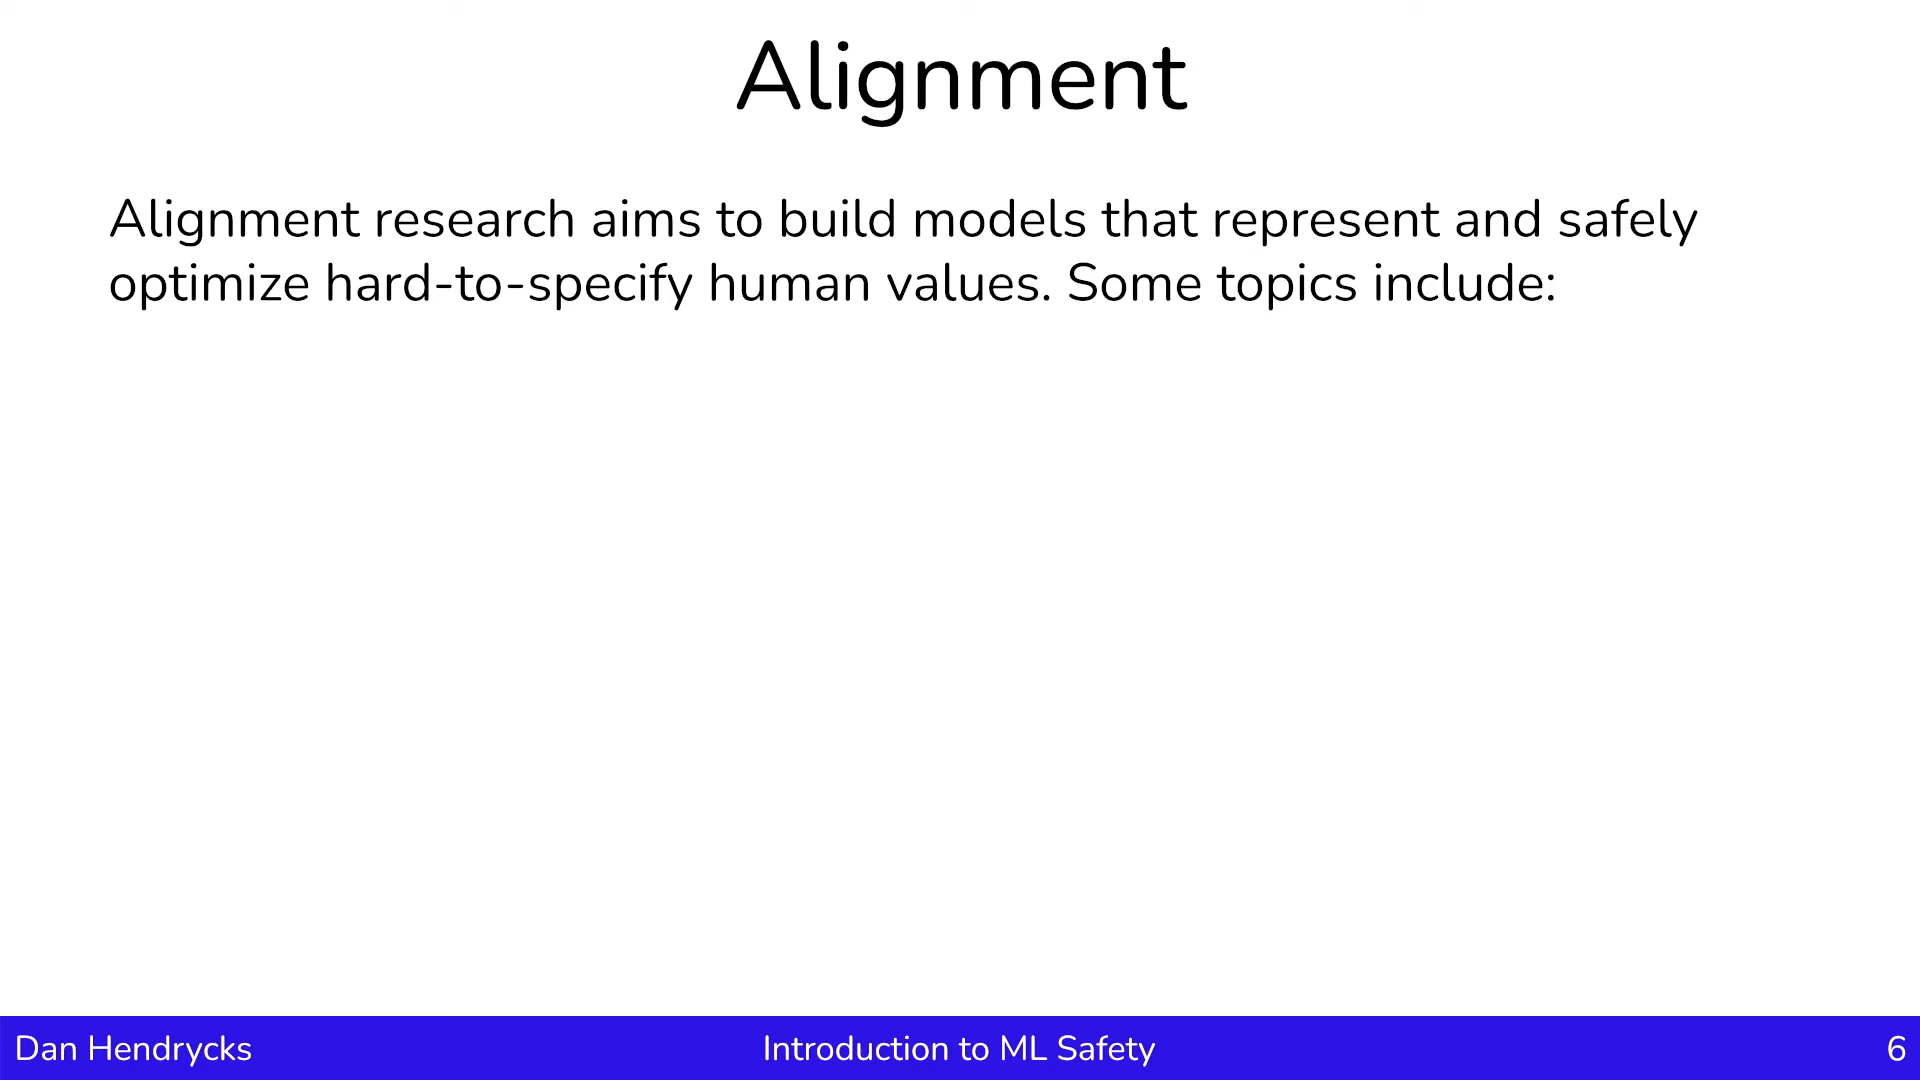 Alignment
Alignment research aims to build models that represent and safely
optimize hard-to-specify human values. Some topics include:
Dan Hendrycks
Introduction to ML Safety
6